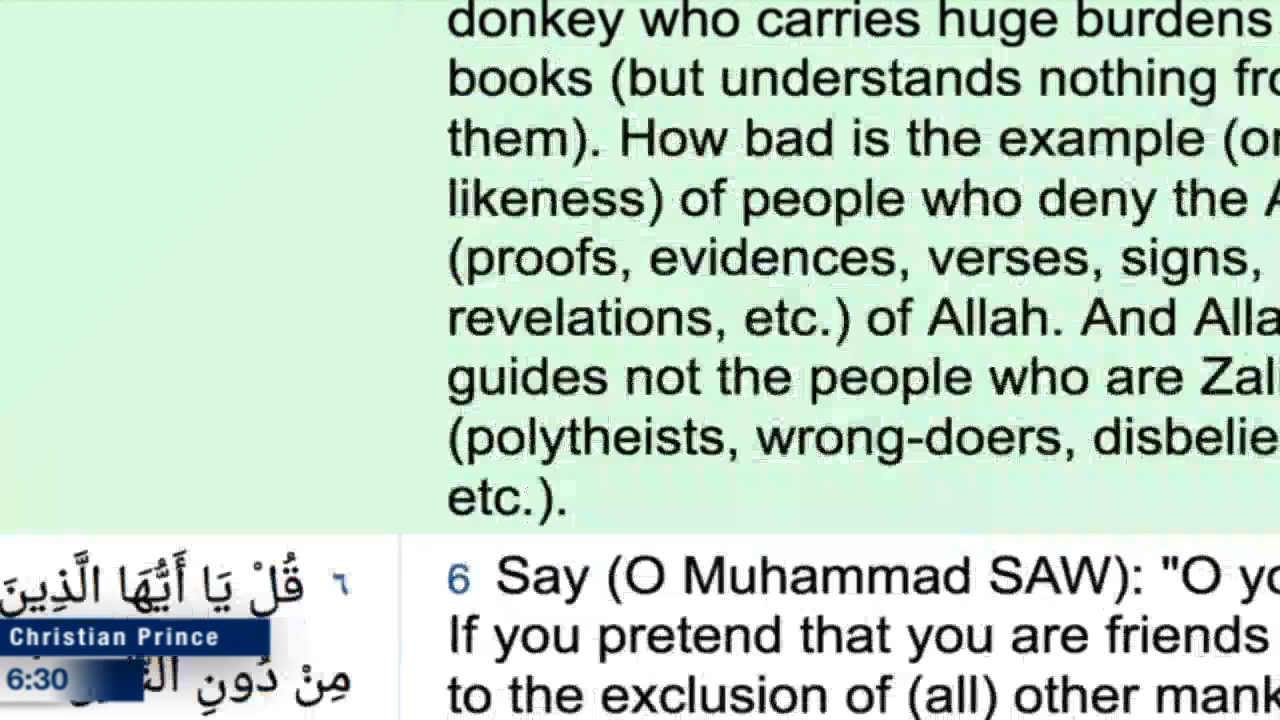 donkey who carries huge burdens
books (but understands nothing fro
them). How bad is the example (or
likeness) of people who deny the A
(proofs, evidences, verses, signs,
revelations, etc.) of Allah. And Alla
guides not the people who are Zali
(polytheists, wrong-doers, disbelie
etc.).
٦ قُلْ يَا أَيُّهَا الَّذِينَ
مِنْ دُونِ
6 Say (O Muhammad SAW): "O yo
If you pretend that you are friends
to the exclusion of (all) other mank
Christian Prince
6:30